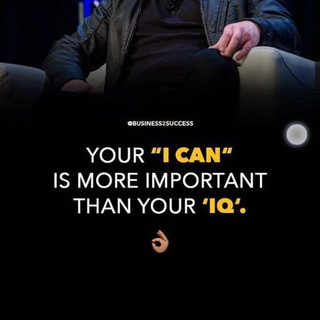 @BUSINESS2SUCCESS
YOUR "I CAN"
IS MORE IMPORTANT
THAN YOUR 'IQ'.